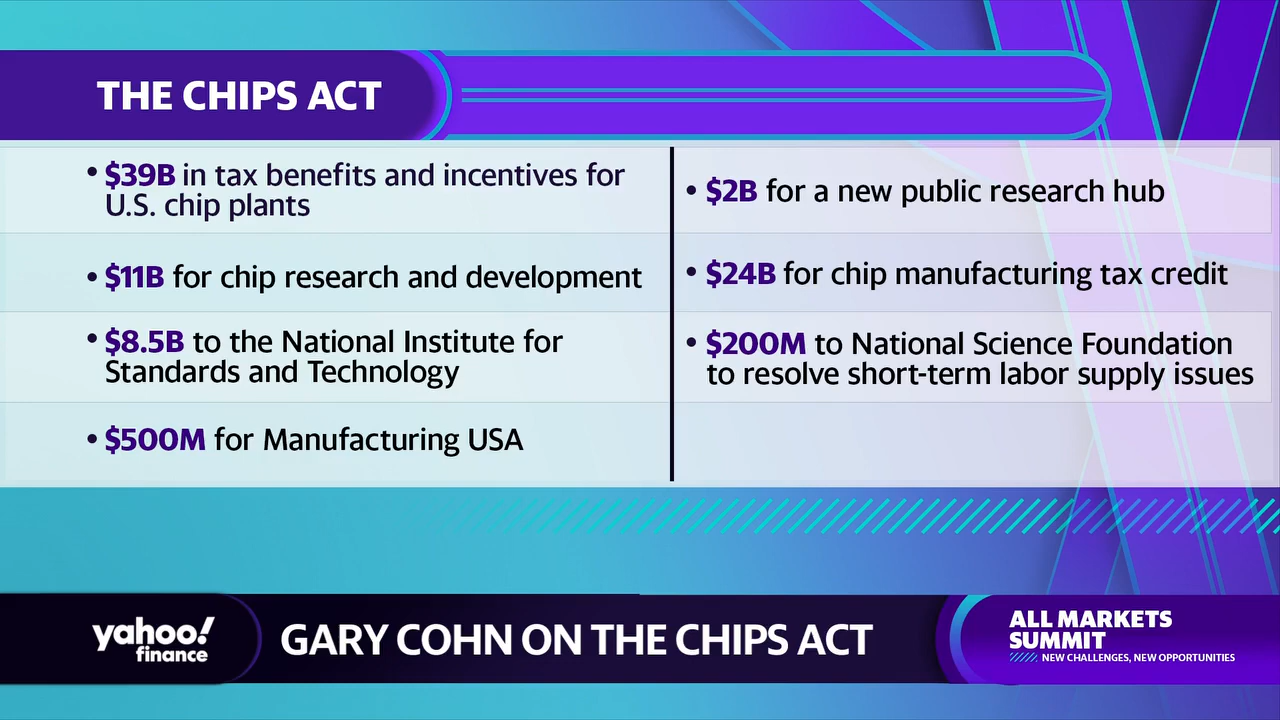 THE CHIPS ACT
• $39B in tax benefits and incentives for
U.S. chip plants
• $11B for chip research and development
• $8.5B to the National Institute for
Standards and Technology
• $500M for Manufacturing USA
• $2B for a new public research hub
• $24B for chip manufacturing tax credit
• $200M to National Science Foundation
to resolve short-term labor supply issues
yahoo!
finance
GARY COHN ON THE CHIPS ACT
ALL MARKETS
SUMMIT
NEW CHALLENGES, NEW OPPORTUNITIES